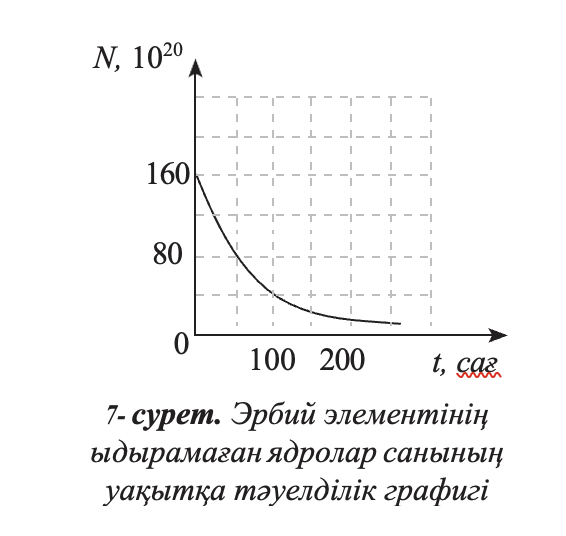 N, 10²⁰
160
80
0
100 200
t, сағ
7- сурет. Эрбий элементінің
ыдырамаған ядролар санының
уақытқа тәуелділік графигі